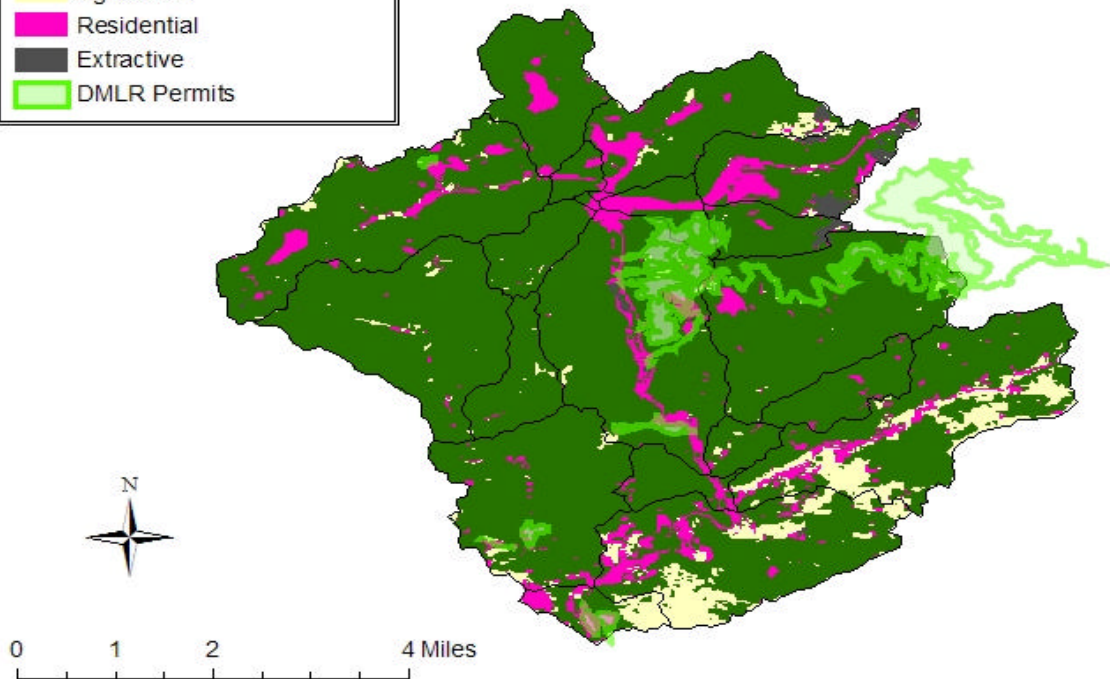 Residential
Extractive
DMLR Permits
N
0 1 2 4 Miles